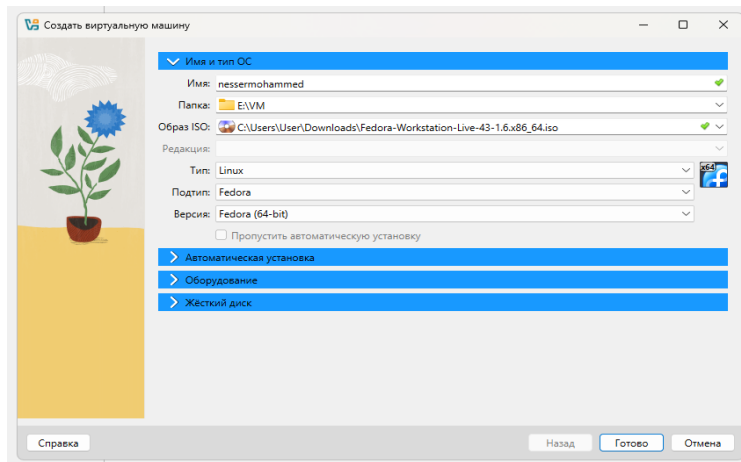 Создать виртуальную машину
Имя и тип ОС
Имя: nessermohammed
Папка: E:\VM
Образ ISO: C:\Users\User\Downloads\Fedora-Workstation-Live-43-1.6.x86_64.iso
Редакция:
Тип: Linux
x64
Подтип: Fedora
Версия: Fedora (64-bit)
Пропустить автоматическую установку
Автоматическая установка
Оборудование
Жёсткий диск
Справка Назад Готово Отмена